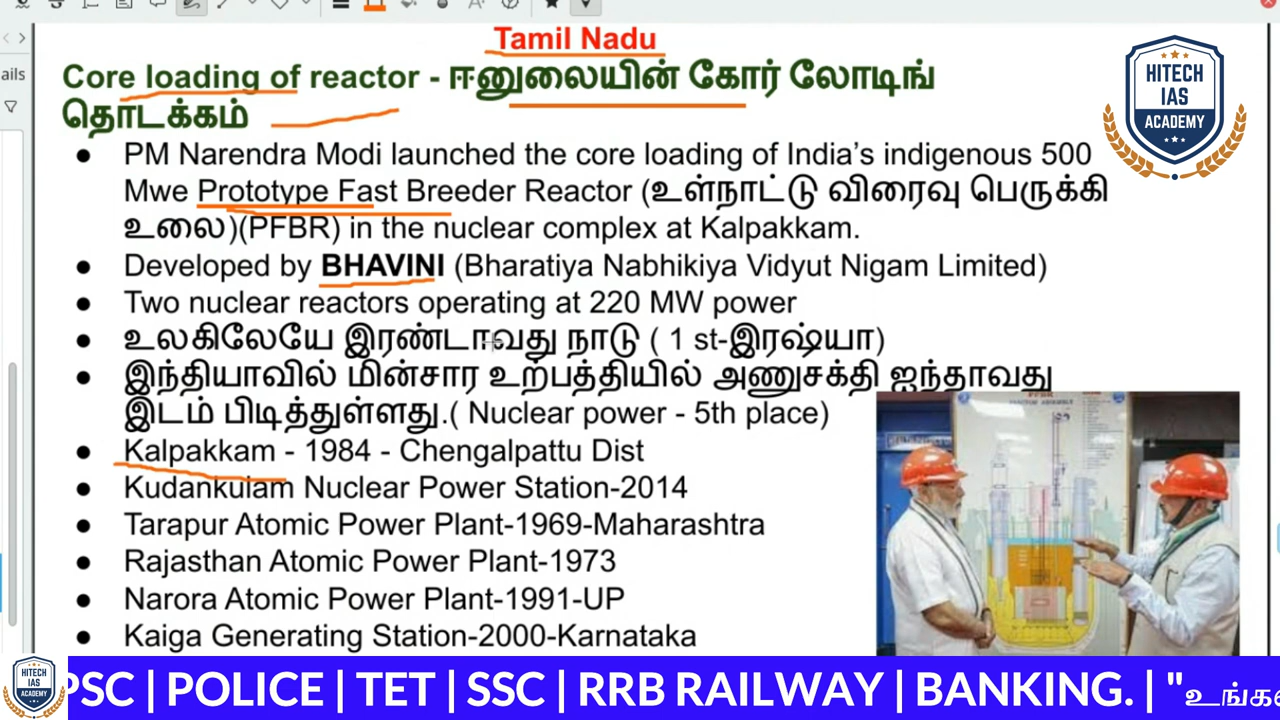 ails
Tamil Nadu
Core loading of reactor - ஈனுலையின் கோர் லோடிங்
தொடக்கம்
HITECH
IAS
ACADEMY
● PM Narendra Modi launched the core loading of India’s indigenous 500
Mwe Prototype Fast Breeder Reactor (உள்நாட்டு விரைவு பெருக்கி
உலை)(PFBR) in the nuclear complex at Kalpakkam.
● Developed by BHAVINI (Bharatiya Nabhikiya Vidyut Nigam Limited)
● Two nuclear reactors operating at 220 MW power
● உலகிலேயே இரண்டாவது நாடு ( 1 st-இரஷ்யா)
● இந்தியாவில் மின்சார உற்பத்தியில் அணுசக்தி ஐந்தாவது
இடம் பிடித்துள்ளது.( Nuclear power - 5th place)
● Kalpakkam - 1984 - Chengalpattu Dist
● Kudankulam Nuclear Power Station-2014
● Tarapur Atomic Power Plant-1969-Maharashtra
● Rajasthan Atomic Power Plant-1973
● Narora Atomic Power Plant-1991-UP
● Kaiga Generating Station-2000-Karnataka
HITECH
IAS
ACADEMY
PSC | POLICE | TET | SSC | RRB RAILWAY | BANKING. | "உங்க